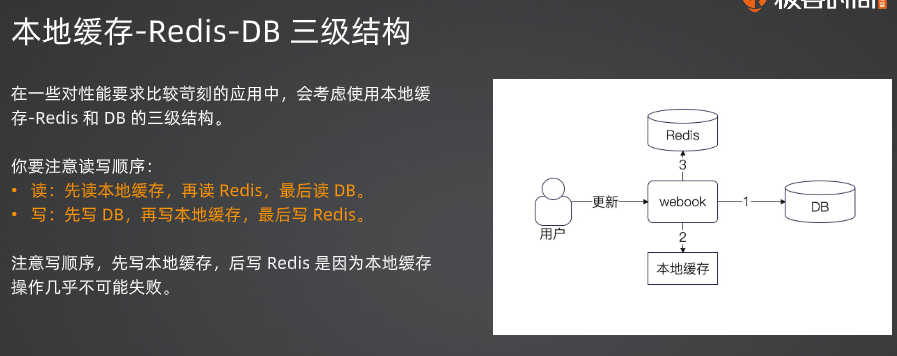 本地缓存-Redis-DB 三级结构
在一些对性能要求比较苛刻的应用中，会考虑使用本地缓
存-Redis 和 DB 的三级结构。
你要注意读写顺序：
• 读：先读本地缓存，再读 Redis，最后读 DB。
• 写：先写 DB，再写本地缓存，最后写 Redis。
注意写顺序，先写本地缓存，后写 Redis 是因为本地缓存
操作几乎不可能失败。
Redis
3
更新
webook
1
DB
用户
2
本地缓存